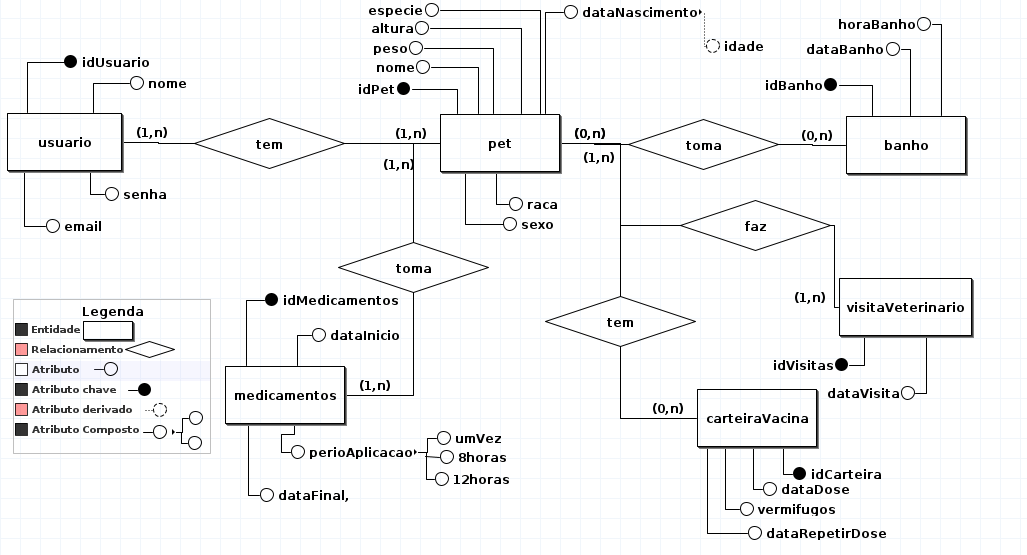 especie
altura
peso
nome
idPet
dataNascimento
idade
horaBanho
dataBanho
idBanho
idUsuario
nome
usuario
(1,n)
tem
(1,n)
(1,n)
pet
(0,n)
(1,n)
toma
(0,n)
banho
senha
email
raca
sexo
faz
toma
(1,n)
visitaVeterinario
idVisitas
dataVisita
tem
(0,n)
carteiraVacina
idCarteira
dataDose
vermifugos
dataRepetirDose
idMedicamentos
dataInicio
medicamentos
(1,n)
perioAplicacao
umVez
8horas
12horas
dataFinal,
Legenda
Entidade
Relacionamento
Atributo
Atributo chave
Atributo derivado
Atributo Composto